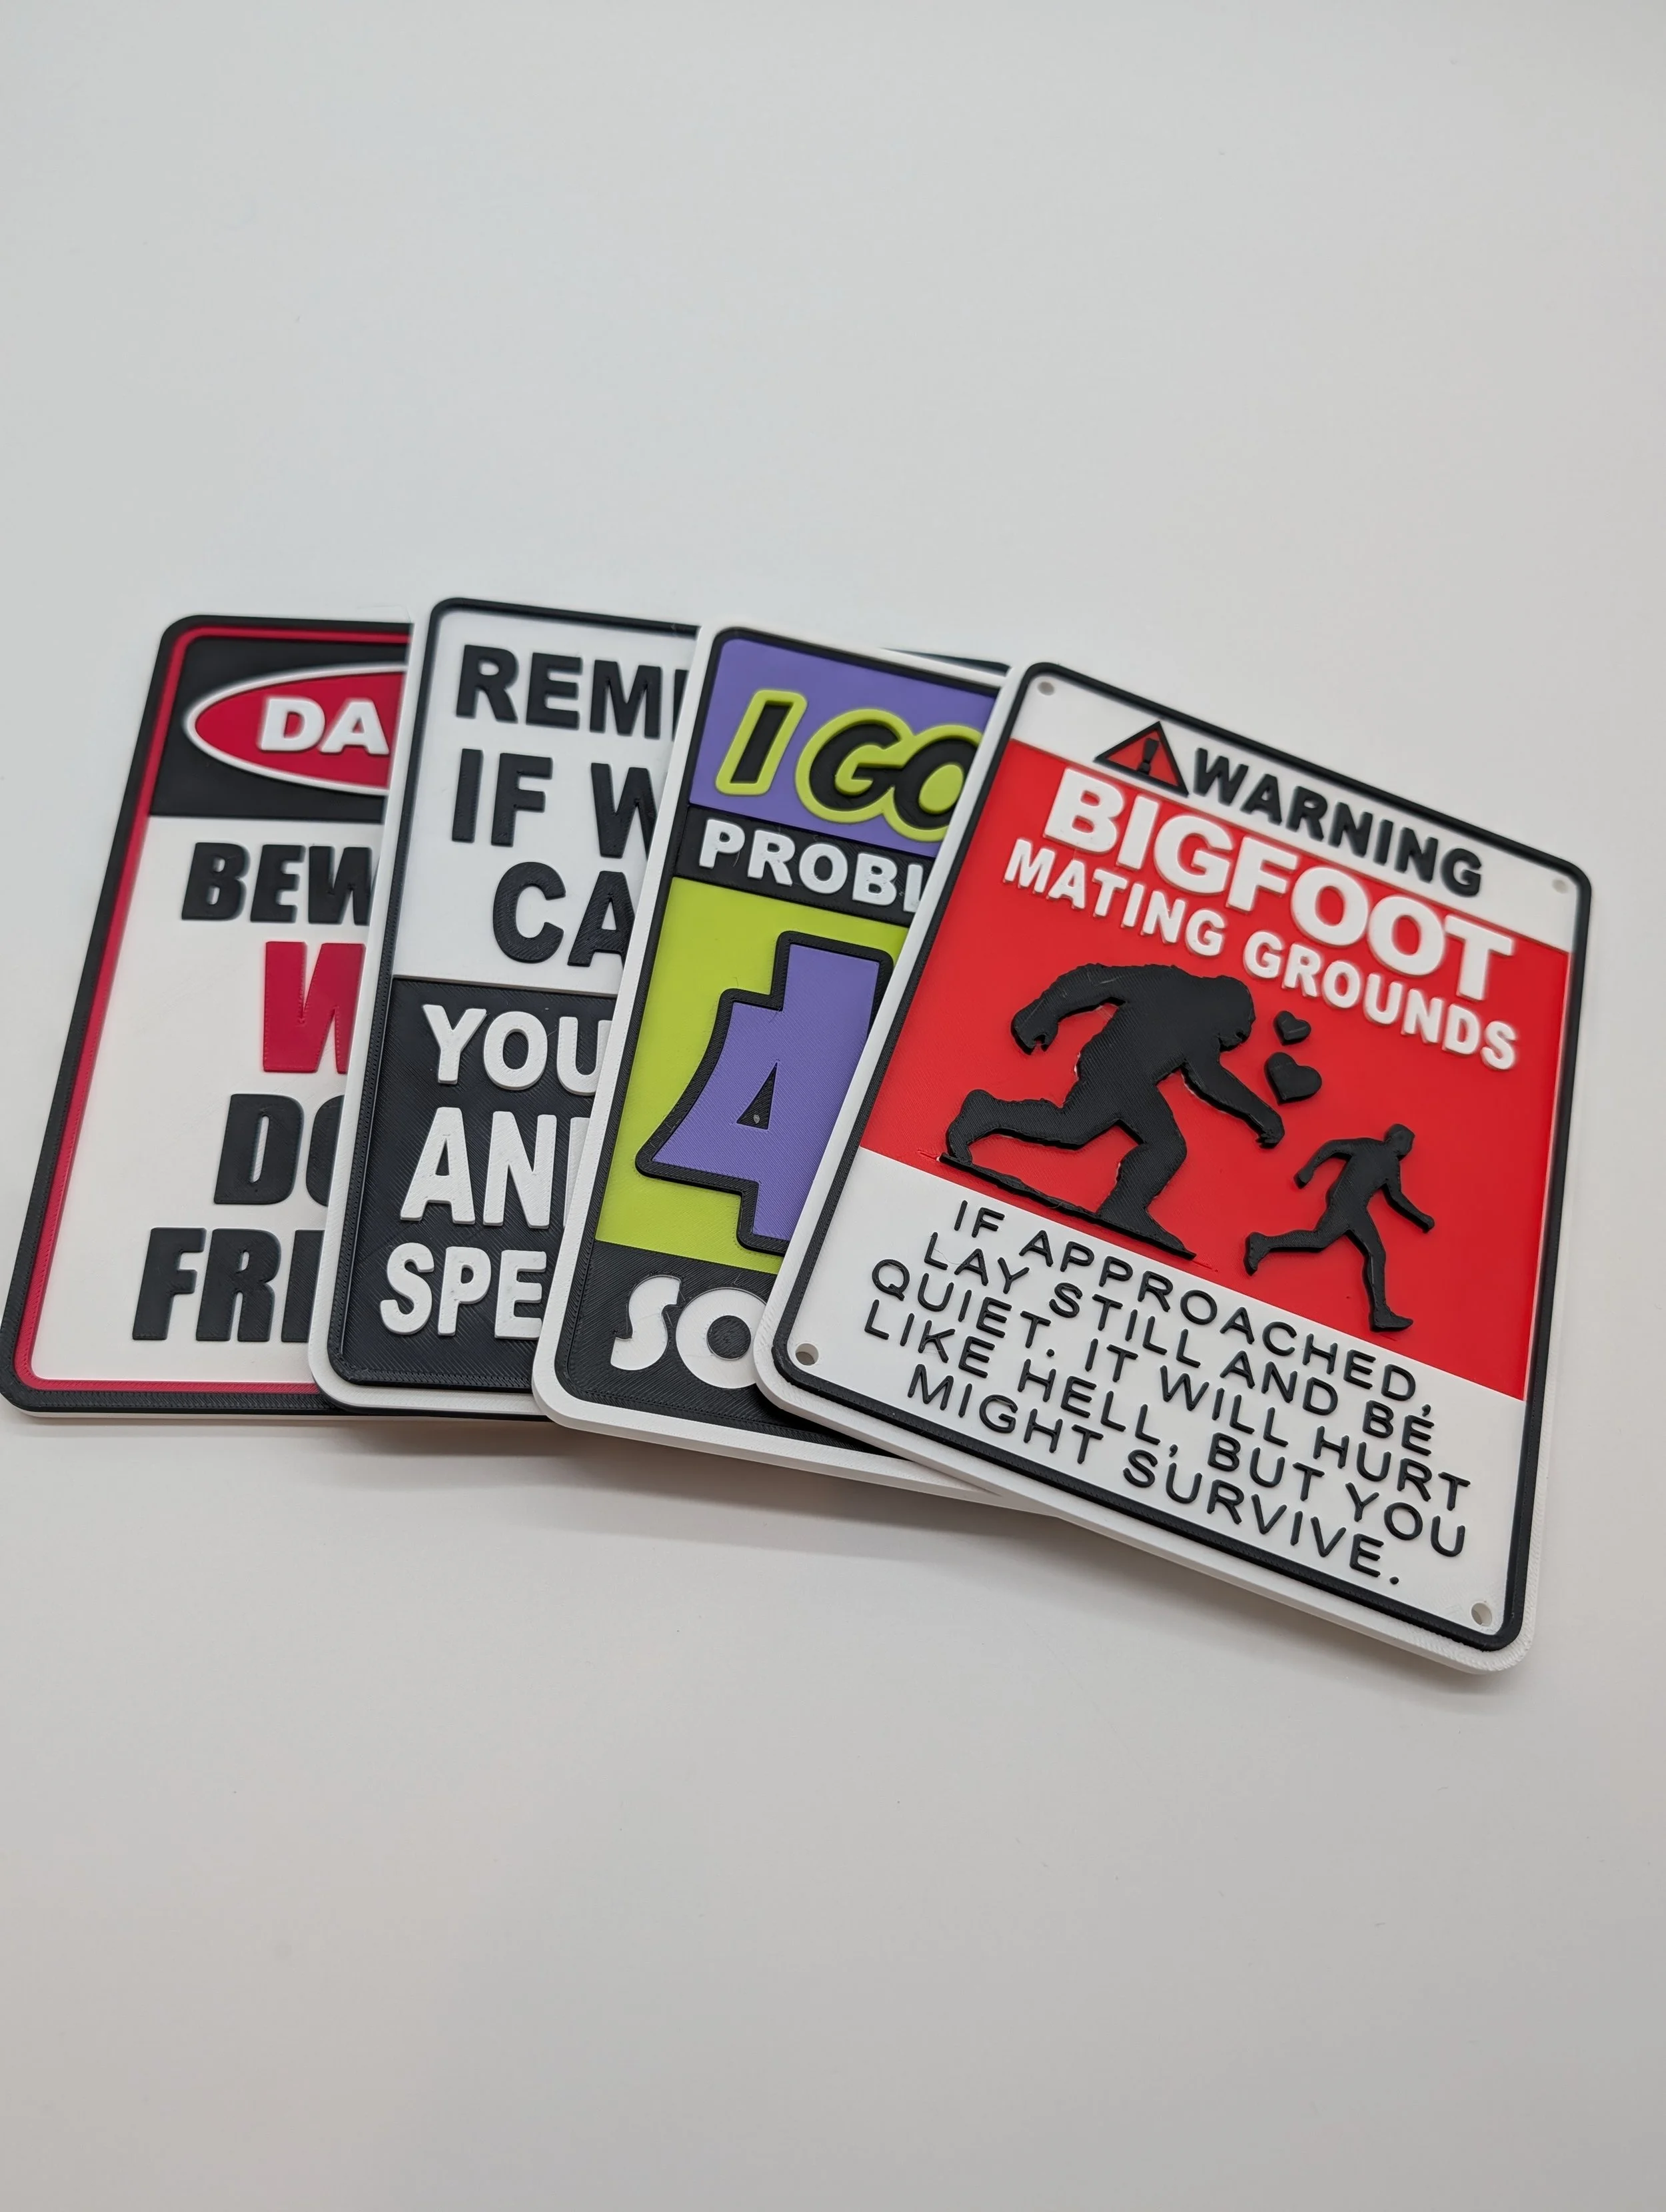 DA
BEW
W
DO
FRI
REM
IF W
CA
YOU
AN
SPE
I GO
PROBL
A
SO
WARNING
BIGFOOT
MATING GROUNDS
IF APPROACHED,
LAY STILL AND BE
QUIET. IT WILL HURT
LIKE HELL, BUT YOU
MIGHT SURVIVE.